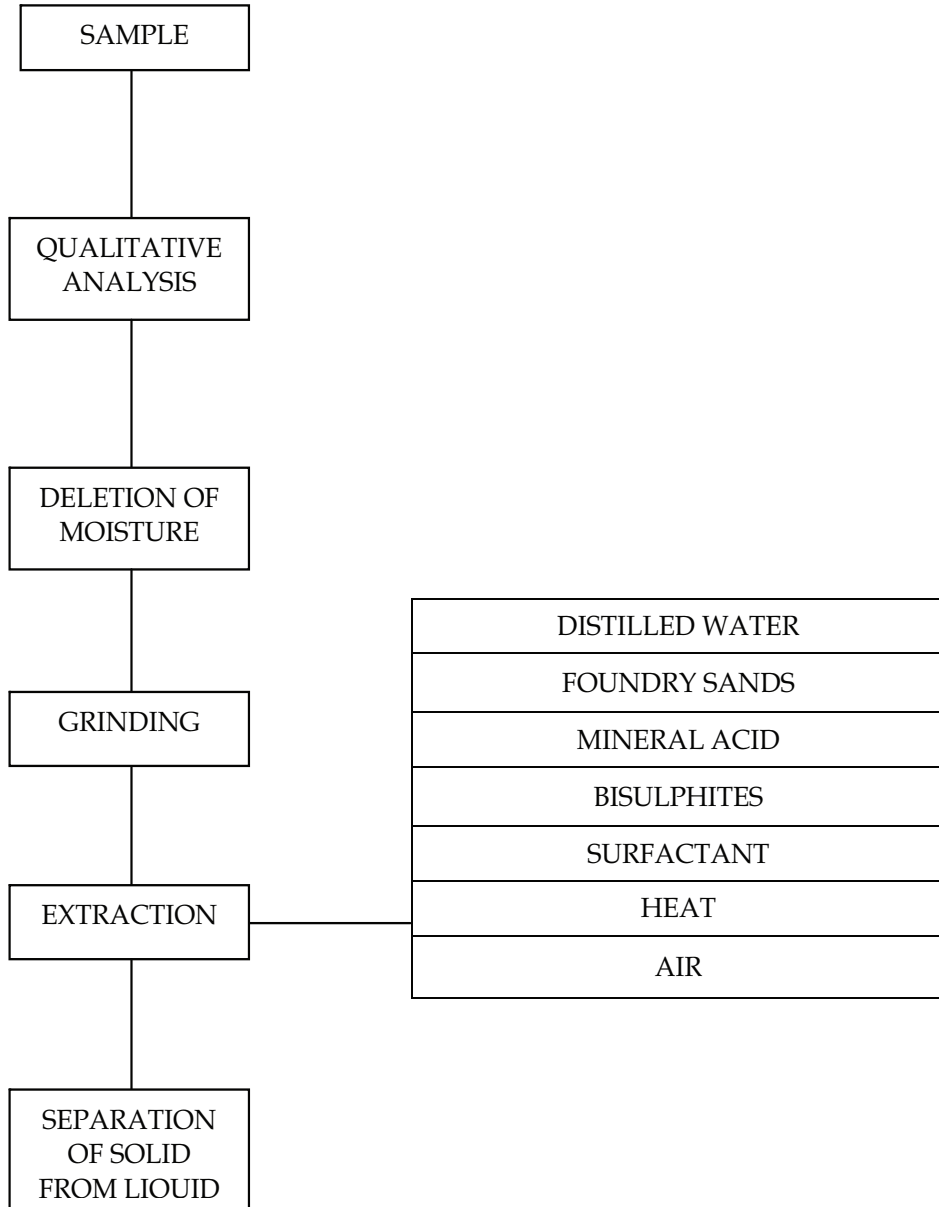 SAMPLE
QUALITATIVE
ANALYSIS
DELETION OF
MOISTURE
GRINDING
EXTRACTION
DISTILLED WATER
FOUNDRY SANDS
MINERAL ACID
BISULPHITES
SURFACTANT
HEAT
AIR
SEPARATION
OF SOLID
FROM LIQUID